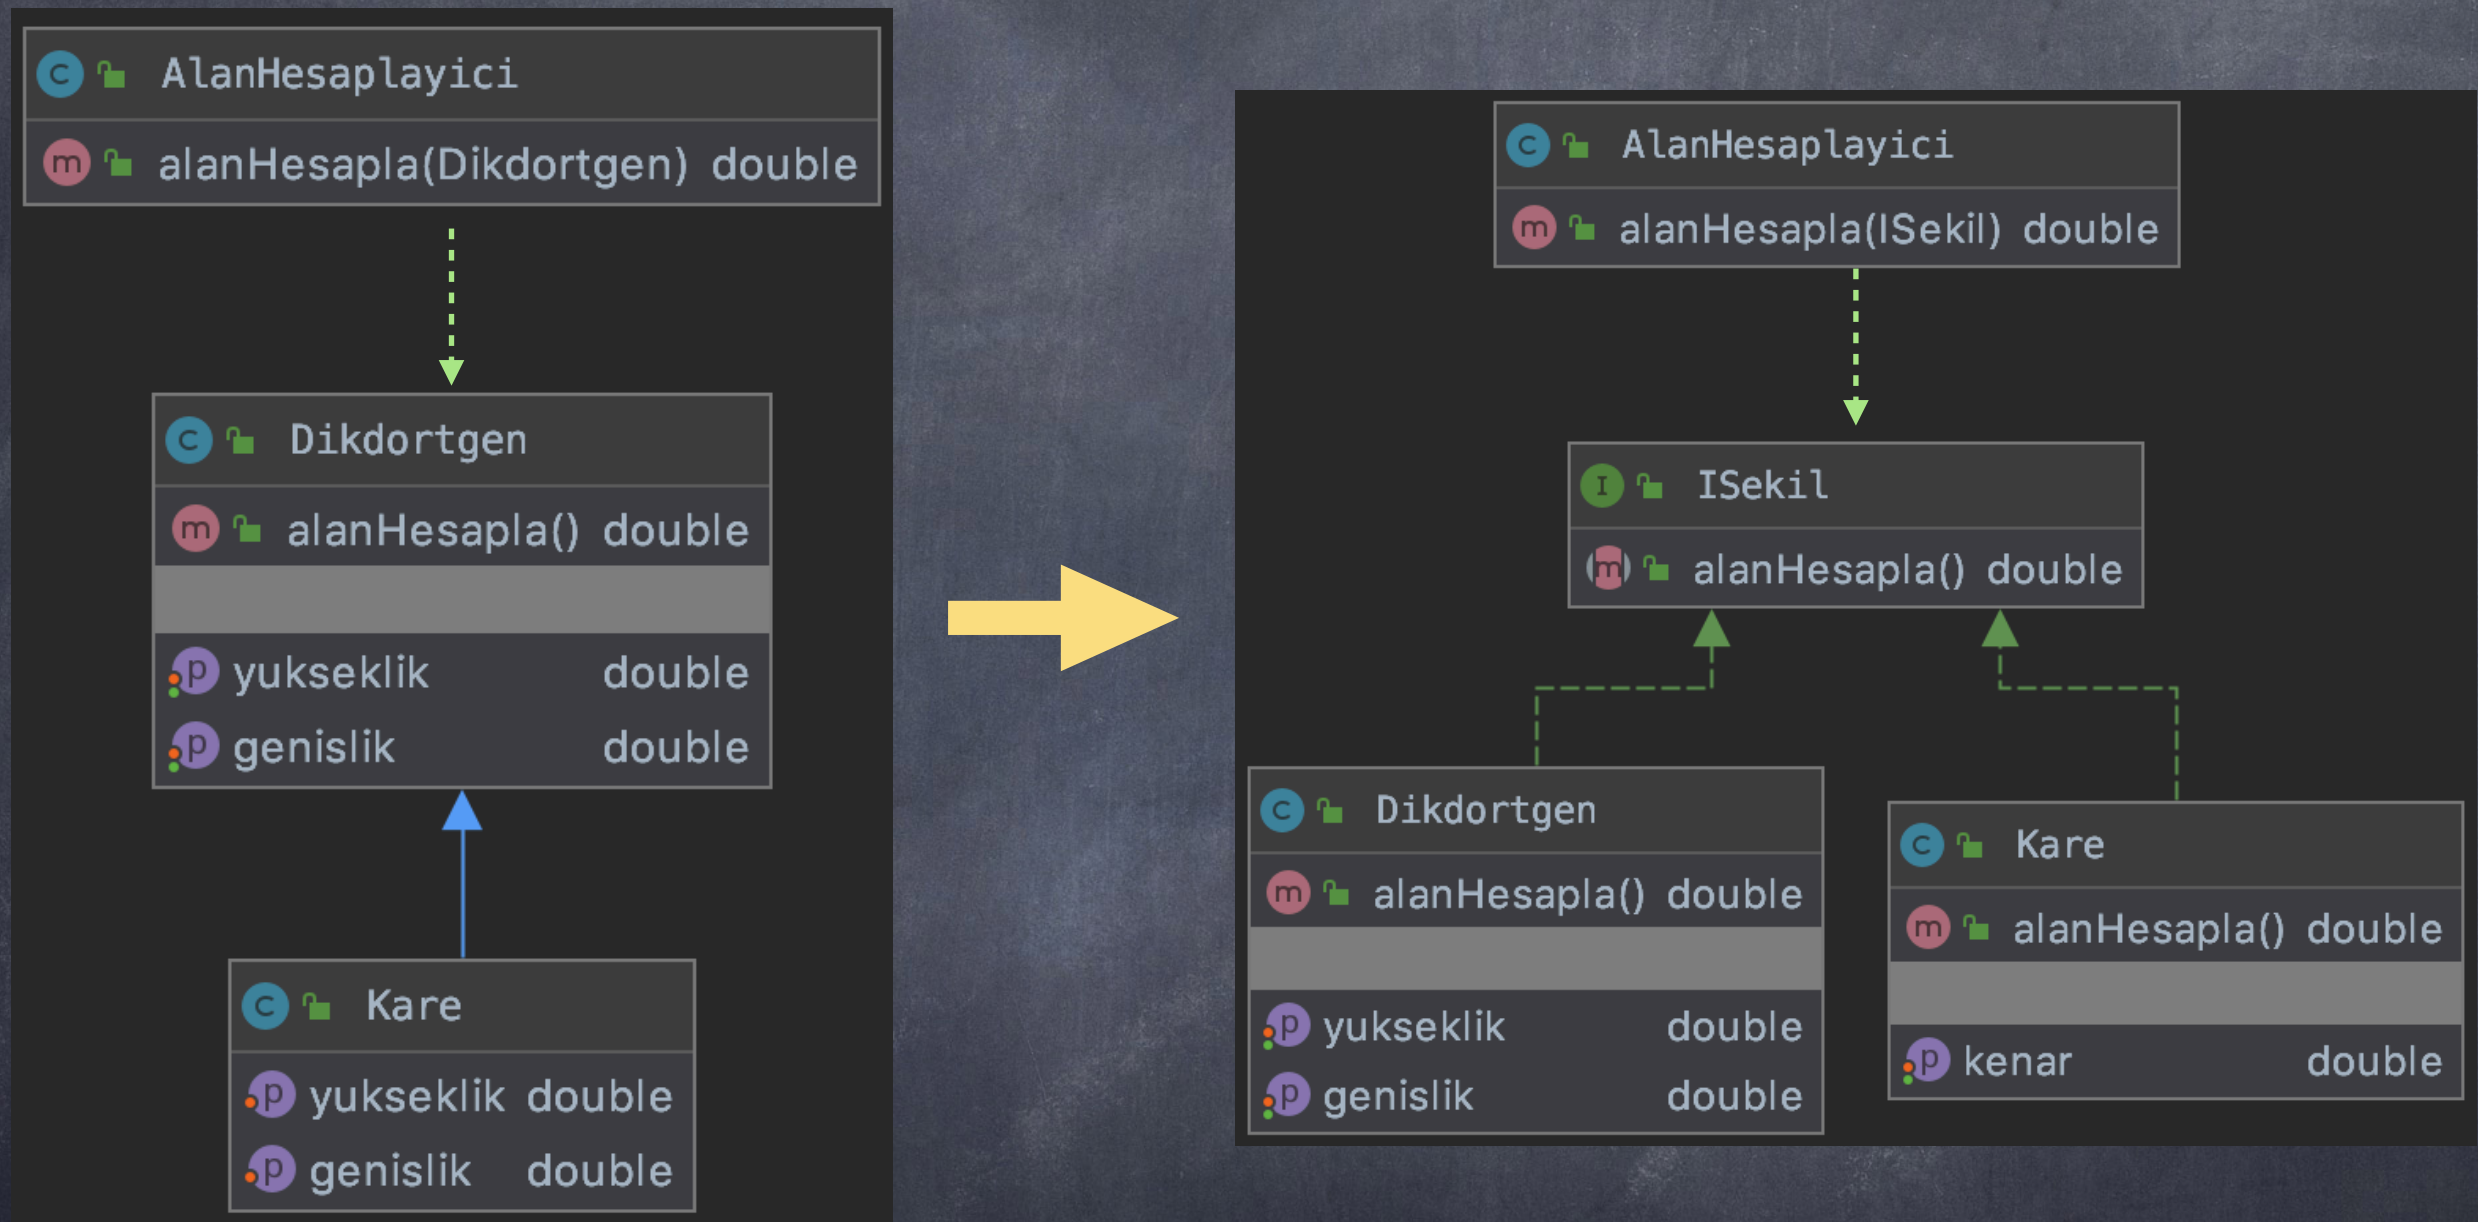 AlanHesaplayici
alanHesapla(Dikdortgen) double
Dikdortgen
alanHesapla() double
yukseklik double
genislik double
Kare
yukseklik double
genislik double
AlanHesaplayici
alanHesapla(ISekil) double
ISekil
alanHesapla() double
Dikdortgen
alanHesapla() double
yukseklik double
genislik double
Kare
alanHesapla() double
kenar double